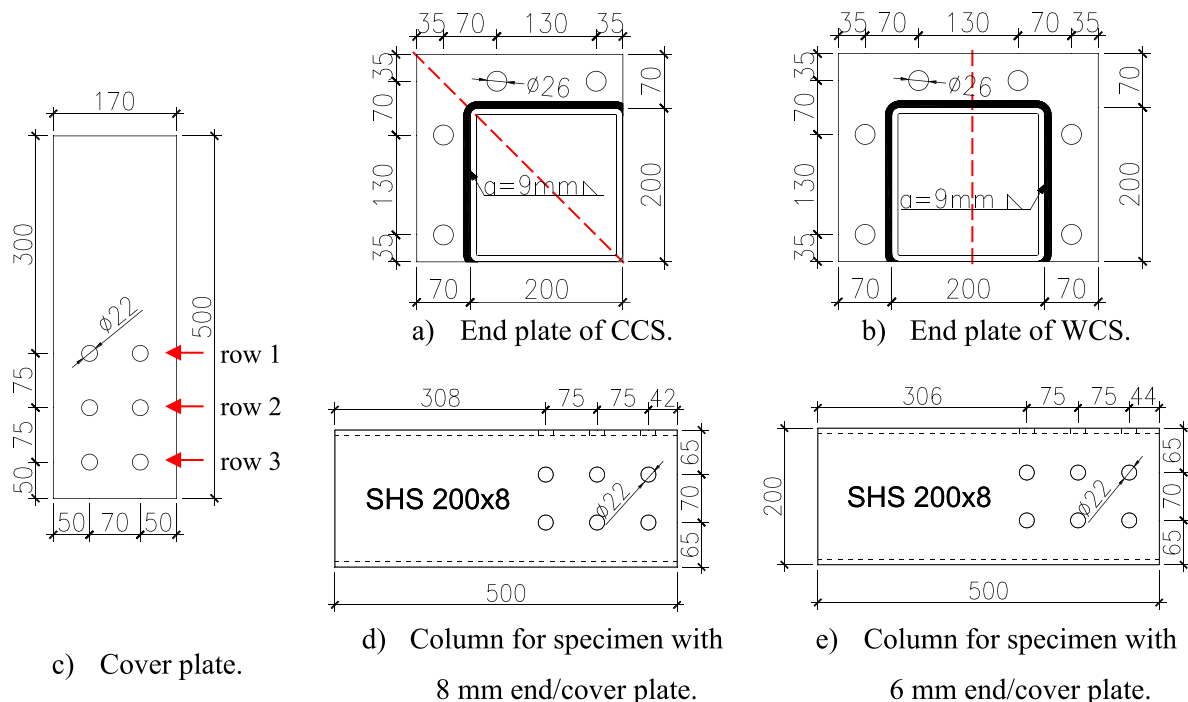 35 70 130 35
35 70 130 70 35
35
70
130
35
ø26
70
200
a=9mm
70 200
a) End plate of CCS.
35
70
130
35
ø26
70
200
a=9mm
70 200 70
b) End plate of WCS.
170
300
500
ø22
75
75
50
row 1
row 2
row 3
50 70 50
c) Cover plate.
308 75 75 42
SHS 200x8
ø22
65
70
65
500
d) Column for specimen with
8 mm end/cover plate.
306 75 75 44
200
SHS 200x8
ø22
65
70
65
500
e) Column for specimen with
6 mm end/cover plate.